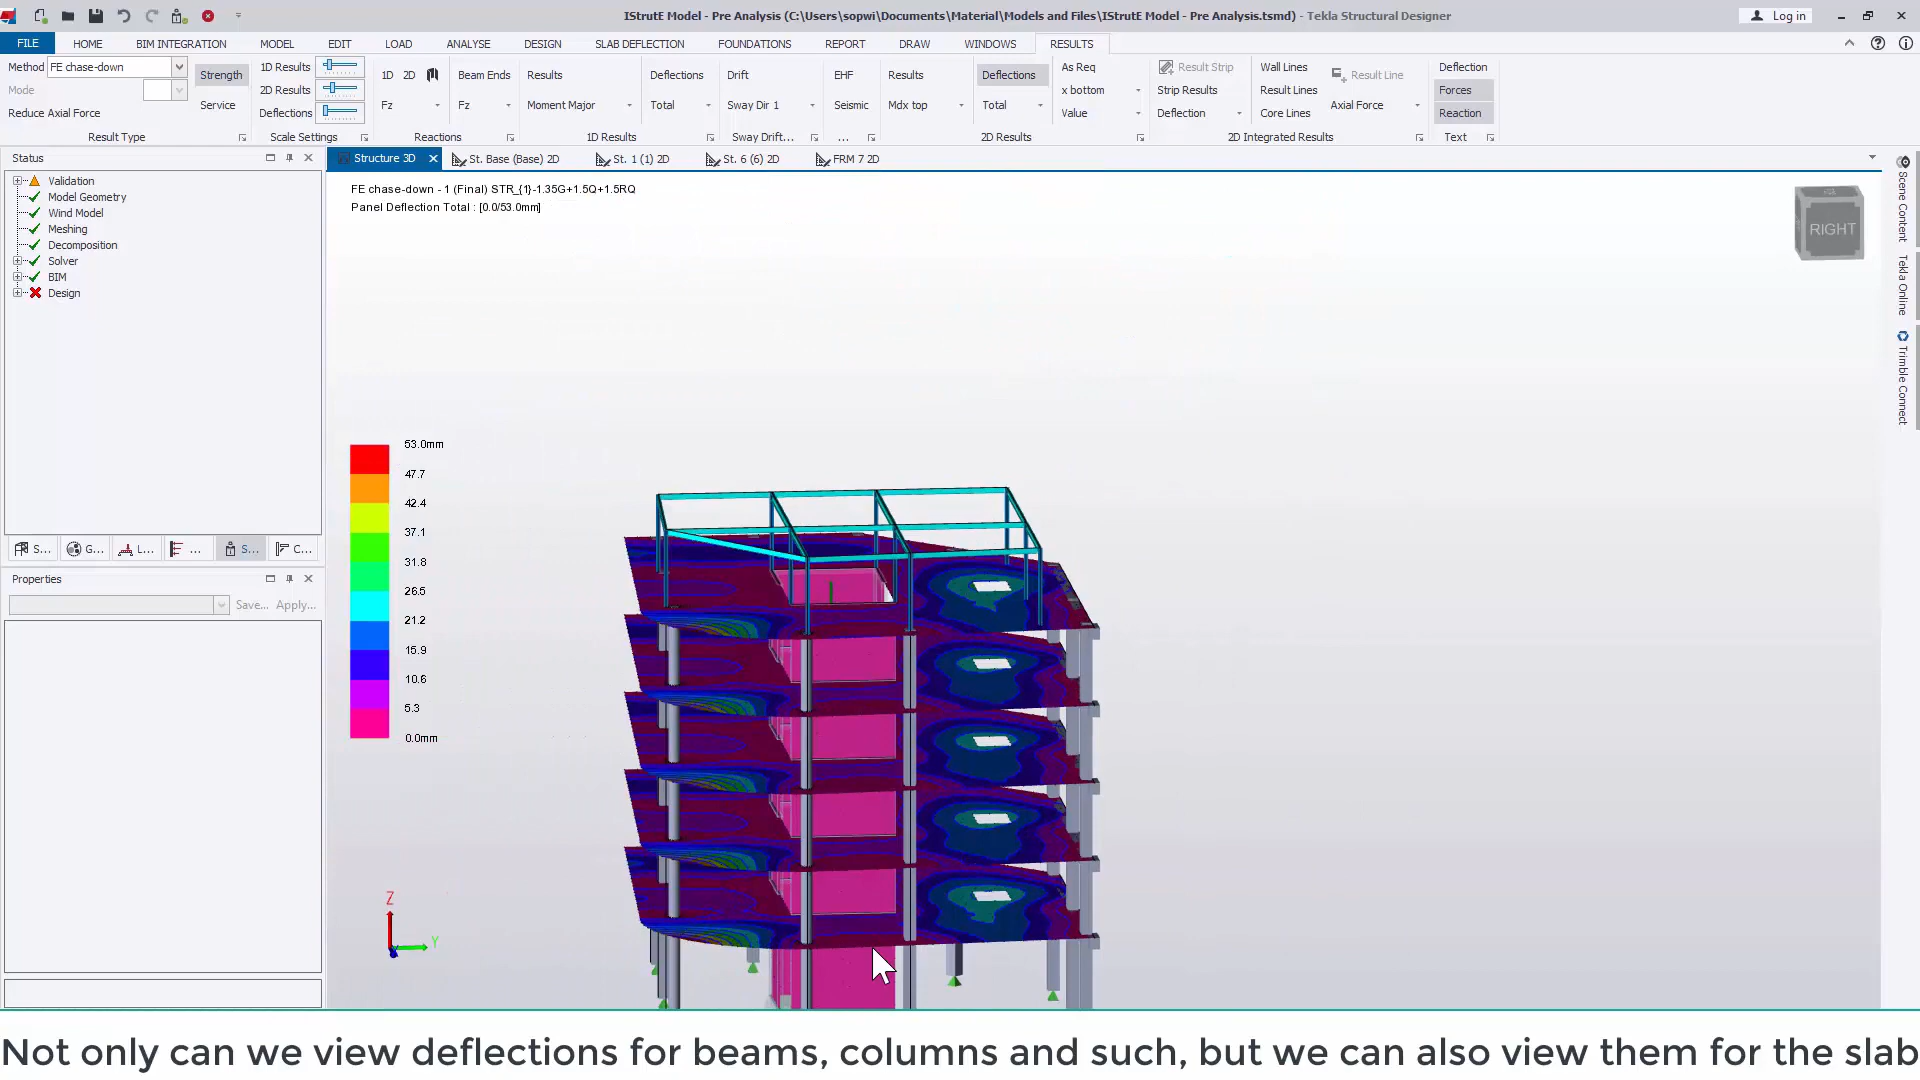 IStrutE Model - Pre Analysis (C:\Users\sopwi\Documents\Material\Models and Files\IStrutE Model - Pre Analysis.tsmd) - Tekla Structural Designer
Log in
FILE HOME BIM INTEGRATION MODEL EDIT LOAD ANALYSE DESIGN SLAB DEFLECTION FOUNDATIONS REPORT DRAW WINDOWS RESULTS
Method FE chase-down Strength 1D Results 1D 2D Beam Ends Results Deflections Drift EHF Results Deflections As Req Result Strip Wall Lines Result Line Deflection
Mode 2D Results x bottom Strip Results Result Lines Forces
Service Fz Fz Moment Major Total Sway Dir 1 Seismic Mdx top Total Axial Force
Reduce Axial Force Deflections Value Deflection Core Lines Reaction
Result Type Scale Settings Reactions 1D Results Sway Drift... ... 2D Results 2D Integrated Results Text
Status
Structure 3D St. Base (Base) 2D St. 1 (1) 2D St. 6 (6) 2D FRM 7 2D
Validation
Model Geometry
Wind Model
Meshing
Decomposition
Solver
BIM
Design
FE chase-down - 1 (Final) STR_{1}-1.35G+1.5Q+1.5RQ
Panel Deflection Total : [0.0/53.0mm]
RIGHT
Scene Content
Tekla Online
Trimble Connect
53.0mm
47.7
42.4
37.1
31.8
26.5
21.2
15.9
10.6
5.3
0.0mm
S... G... L... ... S... C...
Properties
Save... Apply...
Z
Y
Not only can we view deflections for beams, columns and such, but we can also view them for the slab